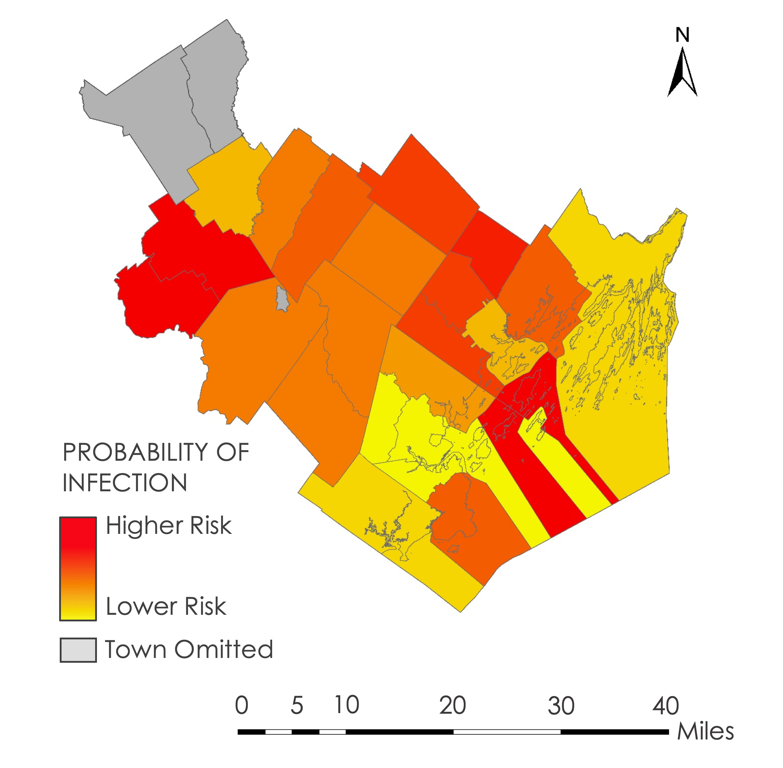 N
PROBABILITY OF
INFECTION
Higher Risk
Lower Risk
Town Omitted
0 5 10 20 30 40
Miles